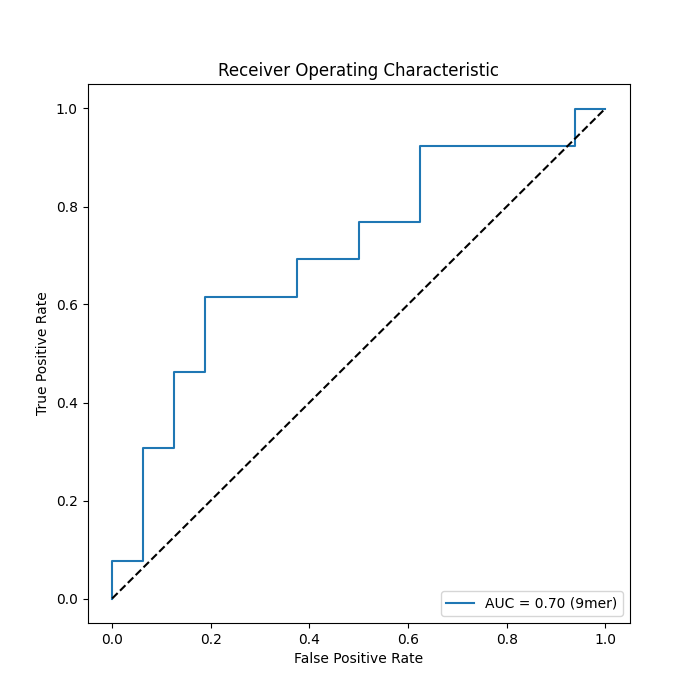 Receiver Operating Characteristic
1.0
0.8
0.6
0.4
0.2
0.0
True Positive Rate
AUC = 0.70 (9mer)
0.0 0.2 0.4 0.6 0.8 1.0
False Positive Rate